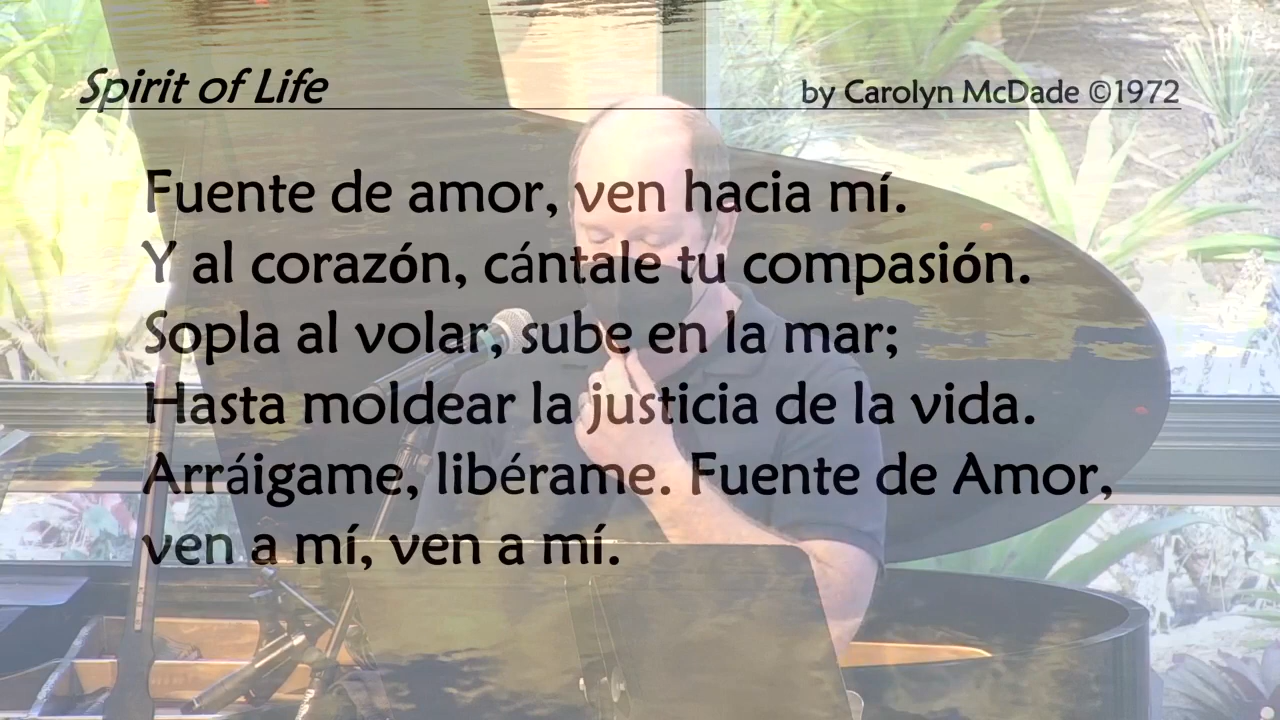 Spirit of Life
by Carolyn McDade ©1972
Fuente de amor, ven hacia mí.
Y al corazón, cántale tu compasión.
Sopla al volar, sube en la mar;
Hasta moldear la justicia de la vida.
Arráigame, libérame. Fuente de Amor,
ven a mí, ven a mí.